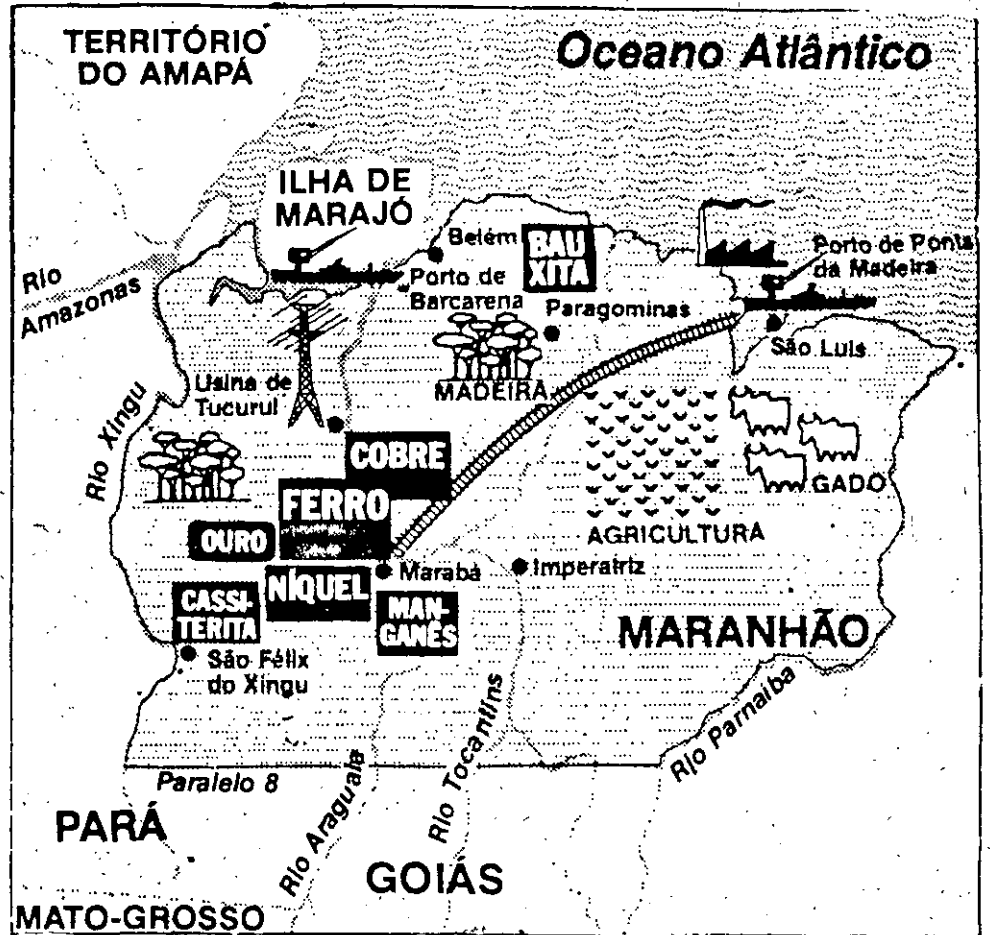 TERRITÓRIO
DO AMAPÁ
Oceano Atlântico
ILHA DE
MARAJÓ
Rio
Amazonas
Belém
BAU
XITA
Porto de
Barcarena
Paragominas
Porto de Ponta
da Madeira
São Luis
MADEIRA
Usina de
Tucuruí
Rio Xingu
COBRE
FERRO
OURO
NÍQUEL
CASSI-
TERITA
MAN-
GANÊS
Marabá
Imperatriz
AGRICULTURA
GADO
São Félix
do Xingu
MARANHÃO
Rio Parnaíba
Paralelo 8
Rio Araguaia
Rio Tocantins
PARÁ
GOIÁS
MATO-GROSSO